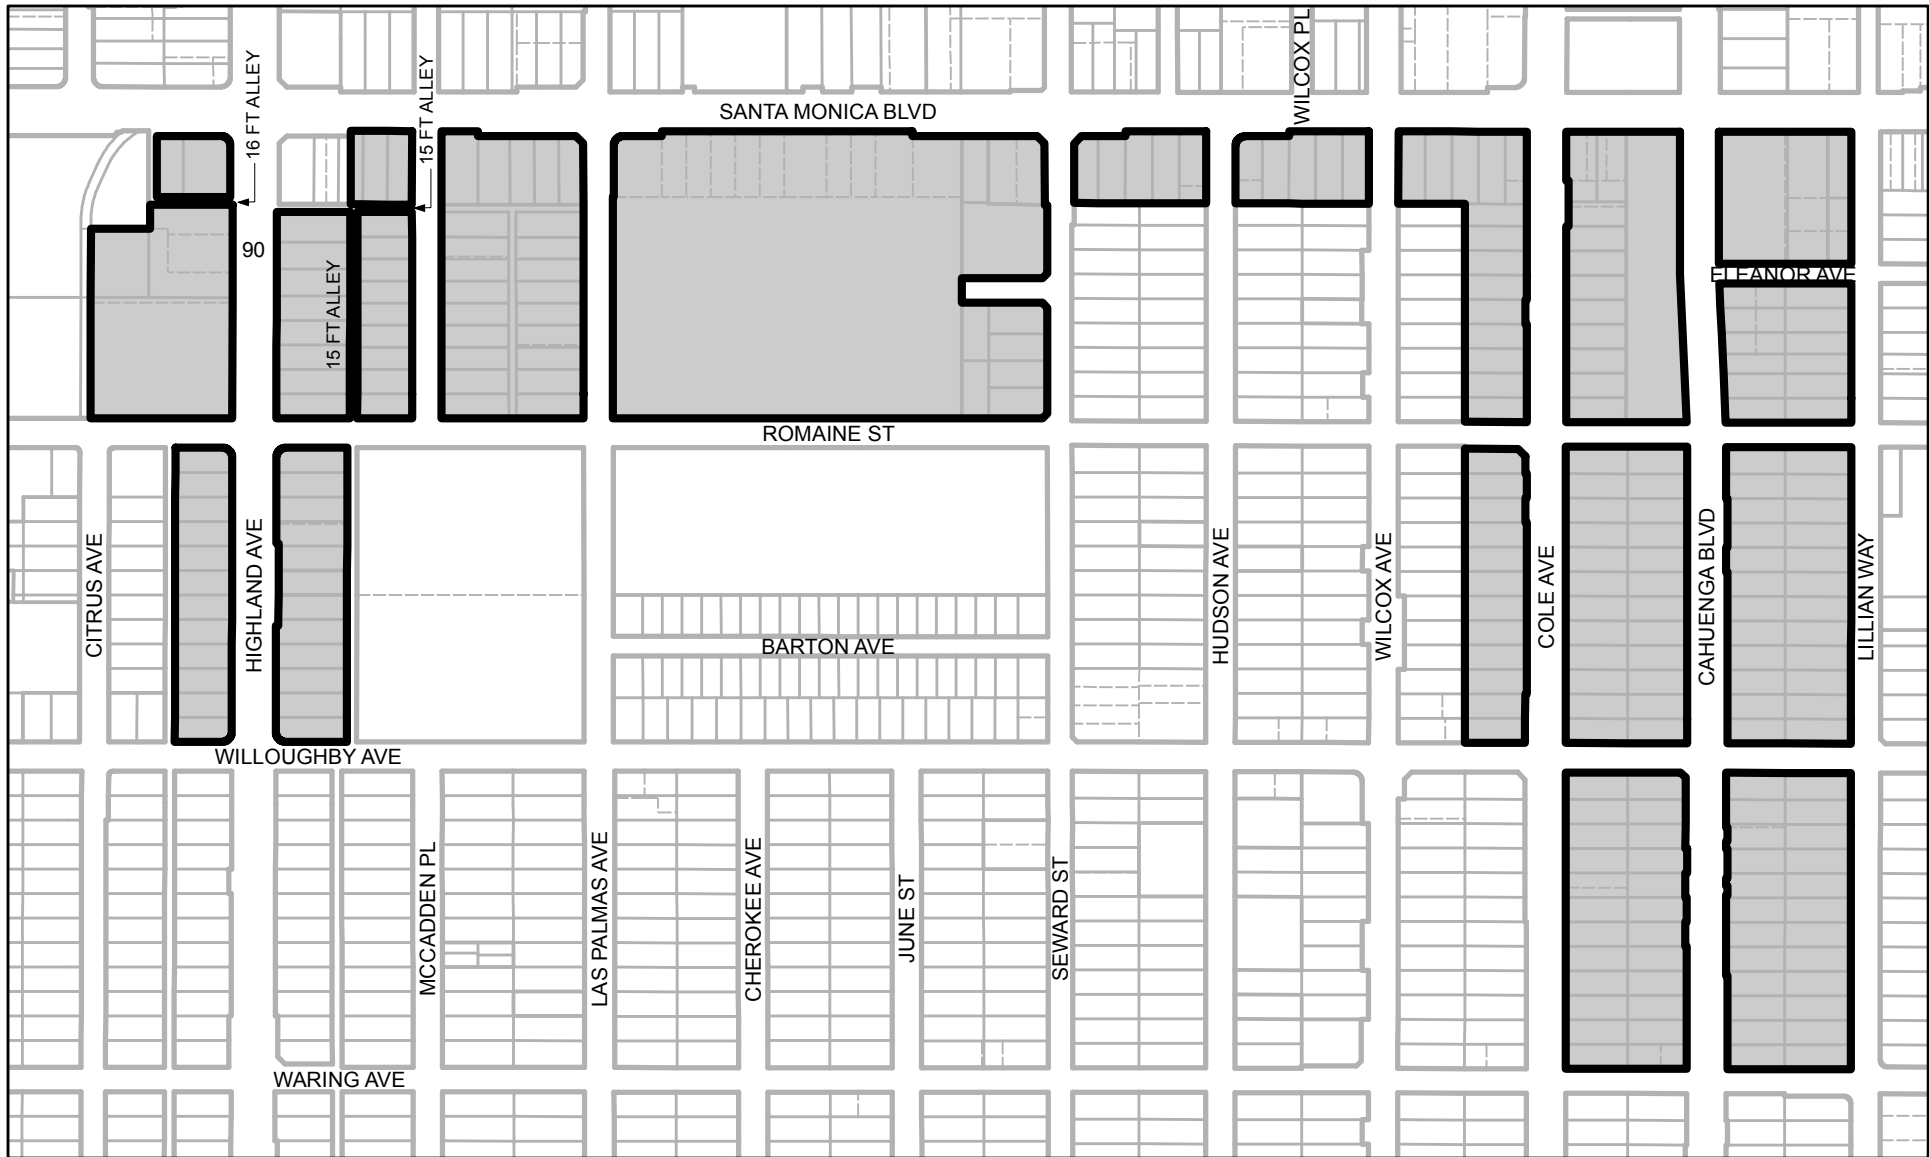 WILCOX PL
SANTA MONICA BLVD
16 FT ALLEY
15 FT ALLEY
90
15 FT ALLEY
ELEANOR AVE
ROMAINE ST
CITRUS AVE
HIGHLAND AVE
BARTON AVE
HUDSON AVE
WILCOX AVE
COLE AVE
CAHUENGA BLVD
LILLIAN WAY
WILLOUGHBY AVE
MCCADDEN PL
LAS PALMAS AVE
CHEROKEE AVE
JUNE ST
SEWARD ST
WARING AVE